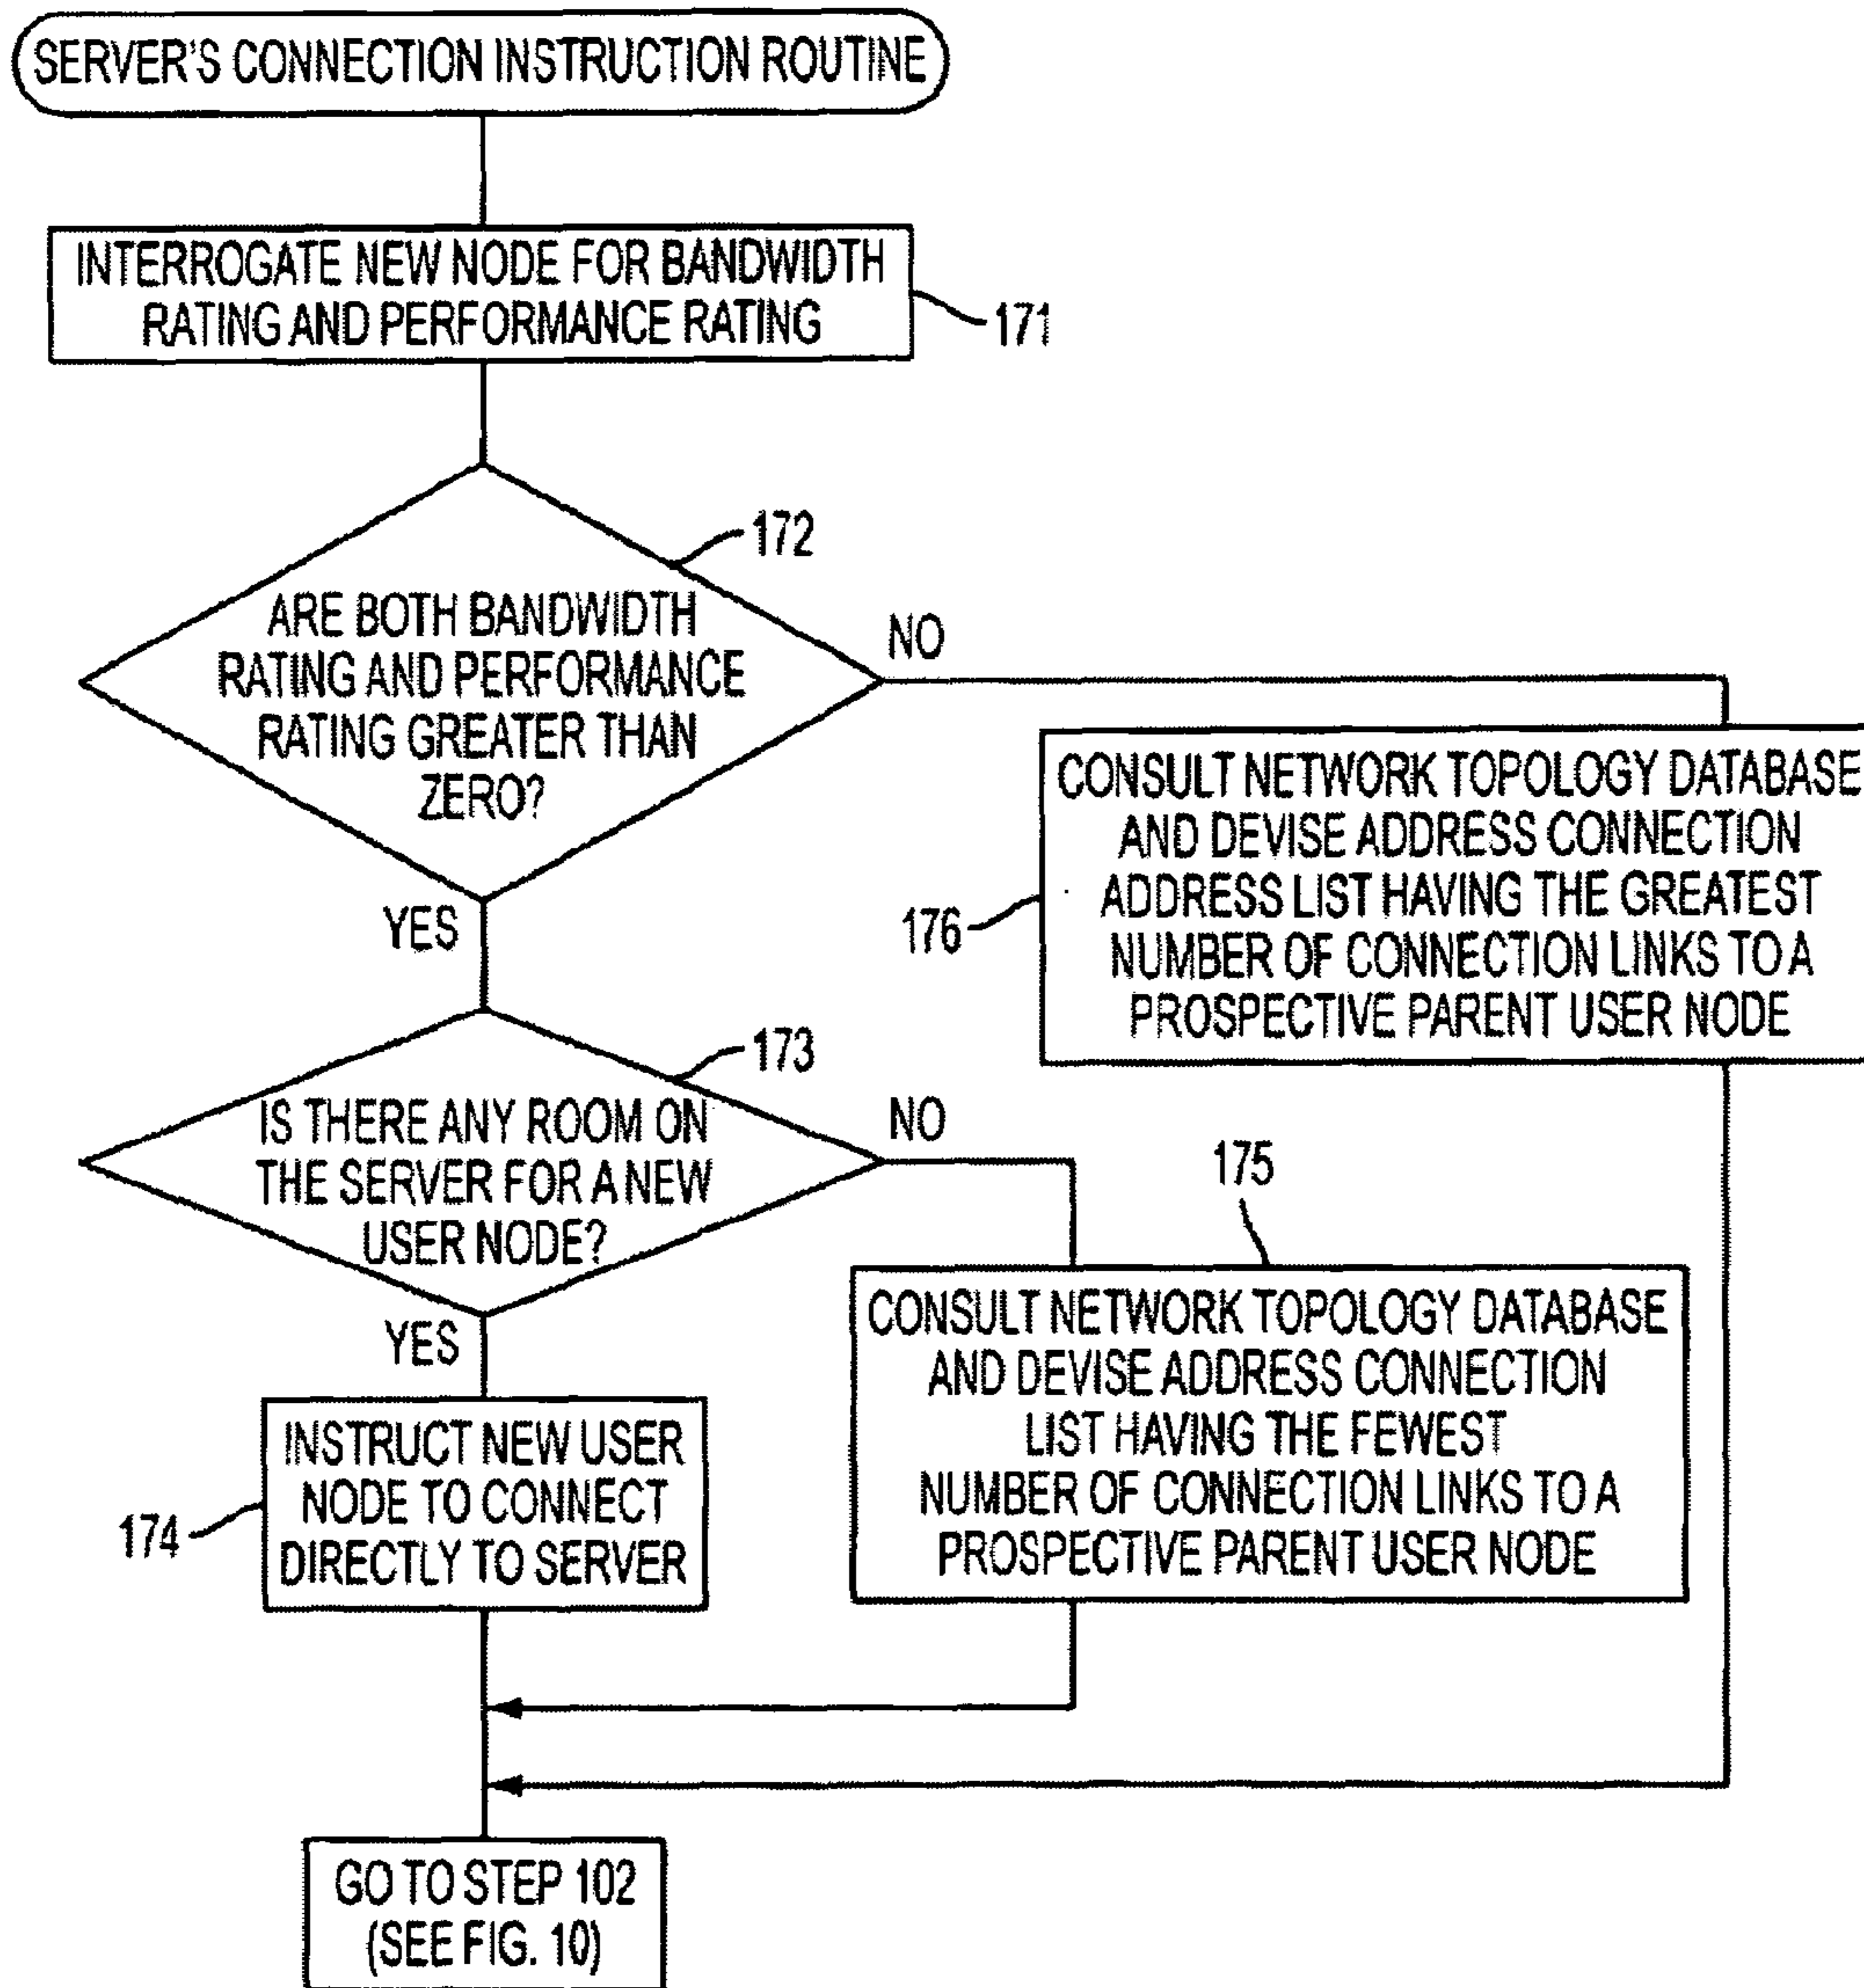 SERVER'S CONNECTION INSTRUCTION ROUTINE
INTERROGATE NEW NODE FOR BANDWIDTH
RATING AND PERFORMANCE RATING
171
172
ARE BOTH BANDWIDTH
RATING AND PERFORMANCE
RATING GREATER THAN
ZERO?
NO
YES
CONSULT NETWORK TOPOLOGY DATABASE
AND DEVISE ADDRESS CONNECTION
ADDRESS LIST HAVING THE GREATEST
NUMBER OF CONNECTION LINKS TO A
PROSPECTIVE PARENT USER NODE
176
173
IS THERE ANY ROOM ON
THE SERVER FOR A NEW
USER NODE?
NO
YES
175
CONSULT NETWORK TOPOLOGY DATABASE
AND DEVISE ADDRESS CONNECTION
LIST HAVING THE FEWEST
NUMBER OF CONNECTION LINKS TO A
PROSPECTIVE PARENT USER NODE
INSTRUCT NEW USER
NODE TO CONNECT
DIRECTLY TO SERVER
174
GO TO STEP 102
(SEE FIG. 10)